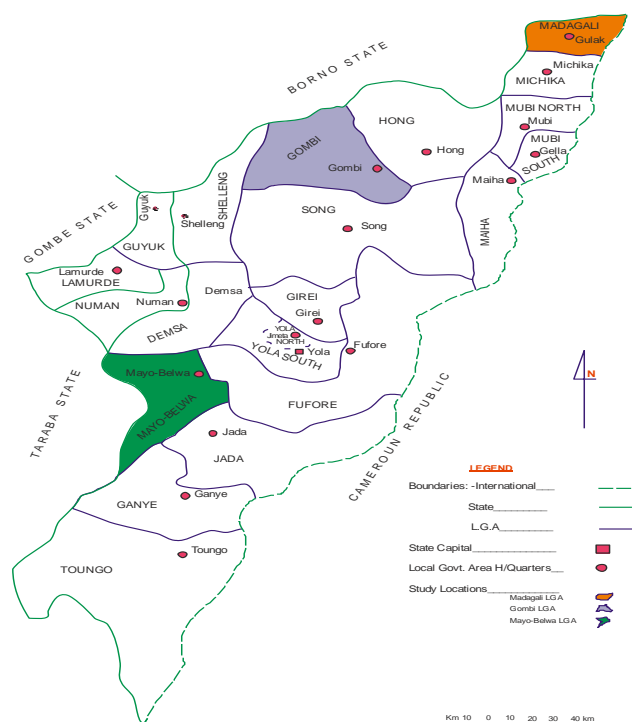 MADAGALI
Gulak
Michika
MICHIKA
BORNO STATE
MUBI NORTH
Mubi
HONG
Hong
MUBI
Gella
SOUTH
GOMBI
Gombi
Maiha
MAIHA
SHELLENG
Guyuk
Shelleng
SONG
Song
GOMBE STATE
GUYUK
Lamurde
LAMURDE
NUMAN
Numan
Demsa
DEMSA
GIREI
Girei
YOLA
Jimeta
NORTH
YOLA SOUTH
Yola
Fufore
FUFORE
TARABA STATE
Mayo-Belwa
MAYO-BELWA
CAMEROUN REPUBLIC
N
Jada
JADA
GANYE
Ganye
TOUNGO
Toungo
LEGEND
Boundaries: -International___
State_________
L.G.A_________
State Capital______________
Local Govt. Area H/Quarters__
Study Locations____________
Madagali LGA
Gombi LGA
Mayo-Belwa LGA
Km 10 0 10 20 30 40 km